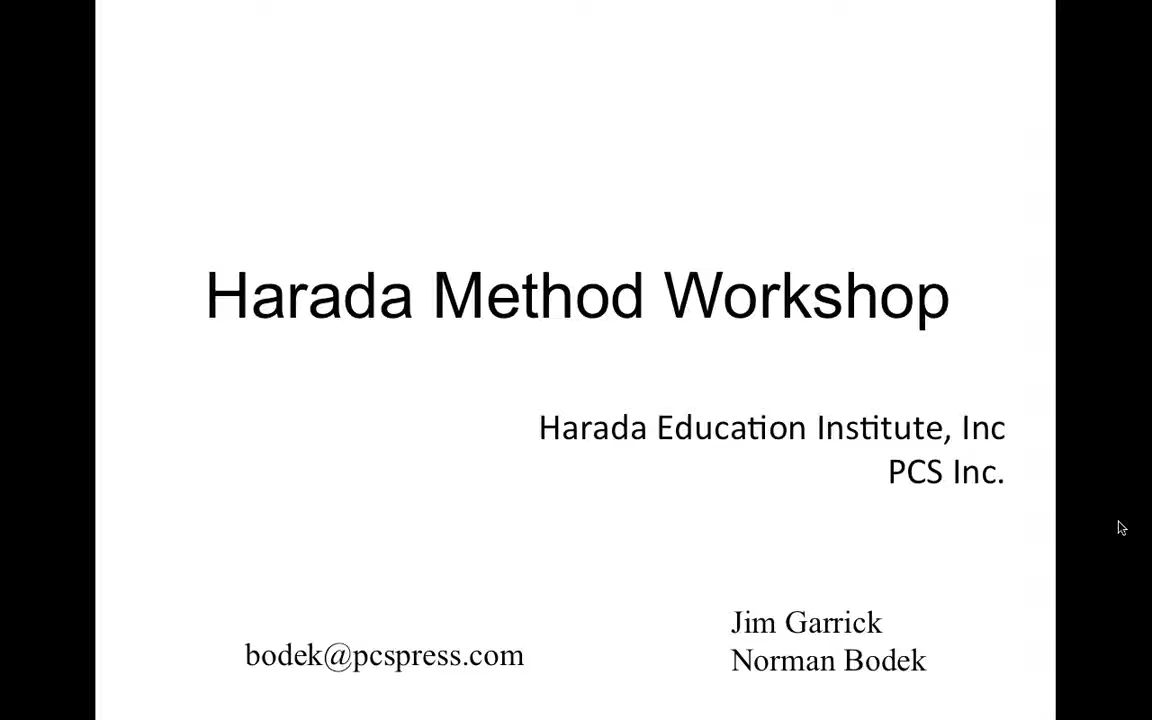 Harada Method Workshop
Harada Education Institute, Inc
PCS Inc.
Jim Garrick
bodek@pcspress.com
Norman Bodek